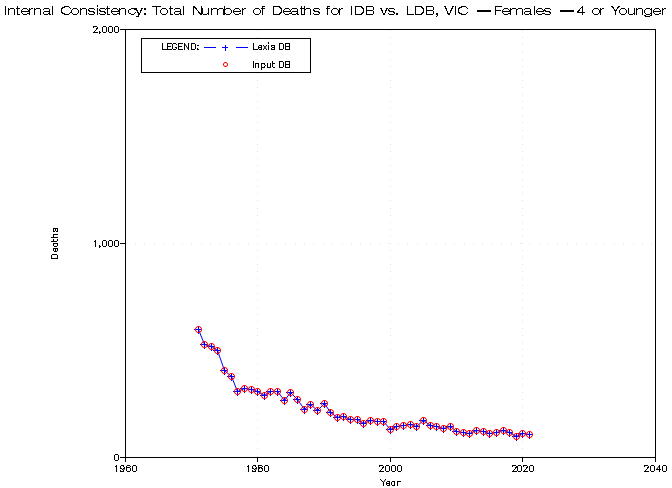 Internal Consistency: Total Number of Deaths for IDB vs. LDB, VIC — Females — 4 or Younger
2,000
LEGEND: Lexis DB
Input DB
1,000
Deaths
0
1960 1980 2000 2020 2040
Year